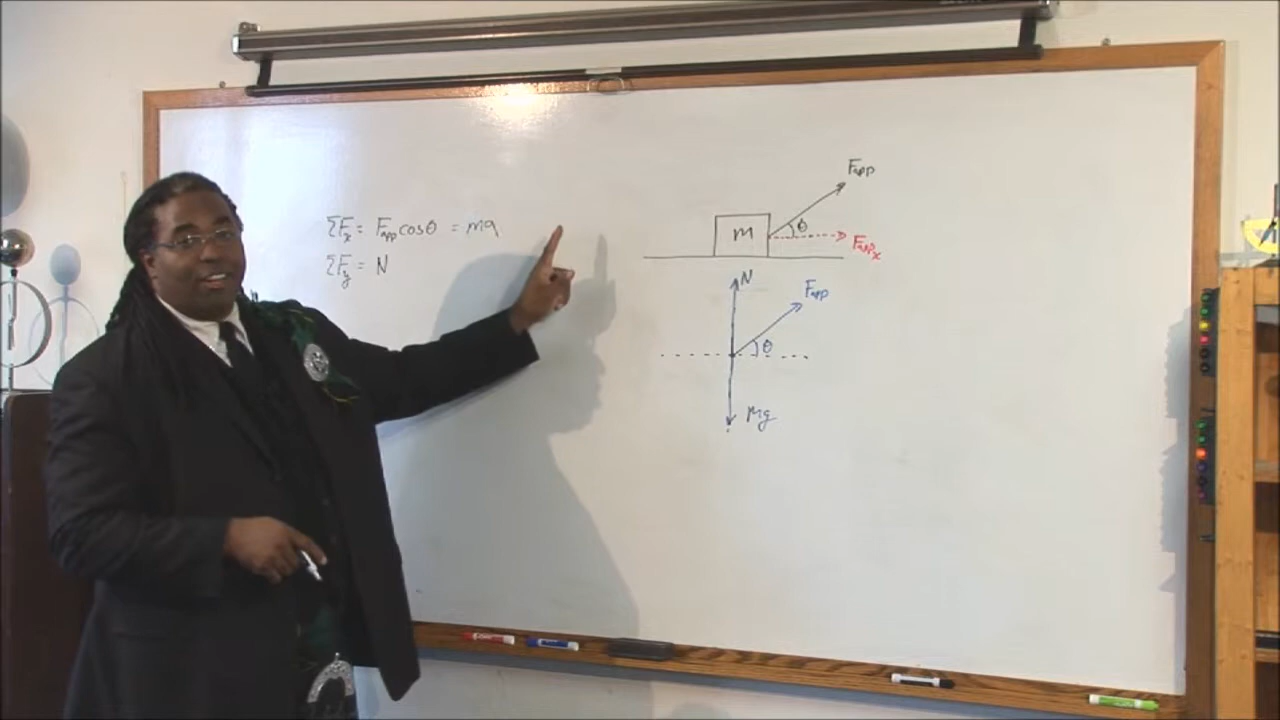 ΣFx = Fapp cosθ = ma
ΣFy = N
Fapp
m
θ
Fappx
N
Fapp
θ
mg